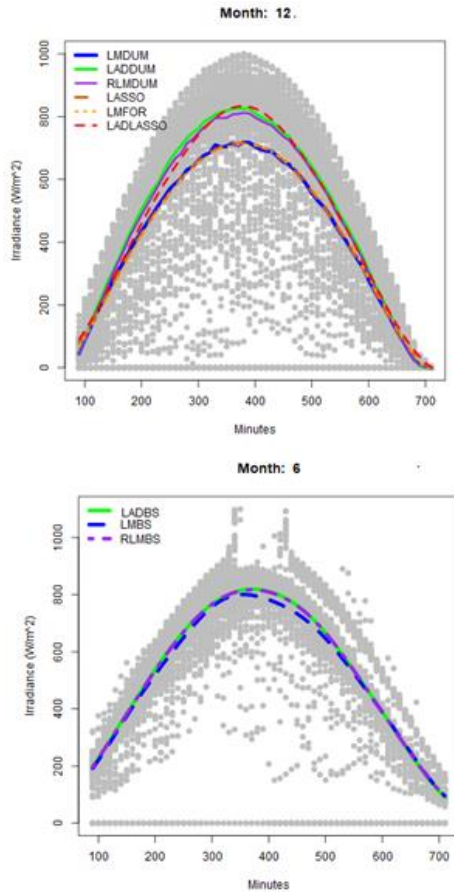 Month: 12.
LMDUM
LADDUM
RLMDUM
LASSO
LMFOR
LADLASSO
Irradiance (W/m^2)
0
200
400
600
800
1000
100
200
300
400
500
600
700
Minutes
Month: 6
LADBS
LMBS
RLMBS
Irradiance (W/m^2)
0
200
400
600
800
1000
100
200
300
400
500
600
700
Minutes